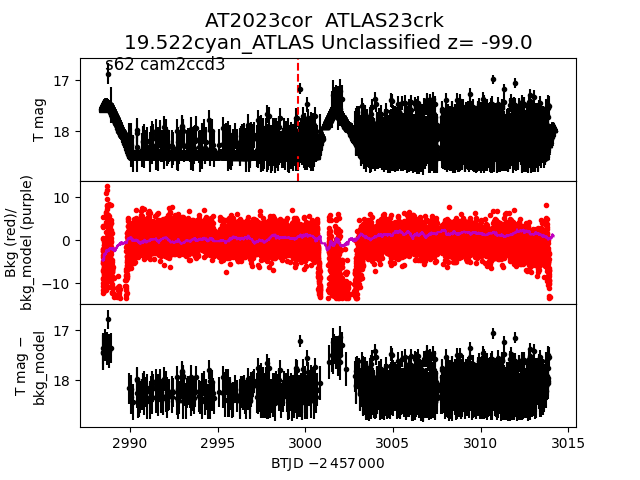 AT2023cor  ATLAS23crk
19.522cyan_ATLAS Unclassified z= -99.0
s62 cam2ccd3
17
18
T mag
10
0
−10
Bkg (red)/
bkg_model (purple)
17
18
T mag −
bkg_model
2990 2995 3000 3005 3010 3015
BTJD −2 457 000